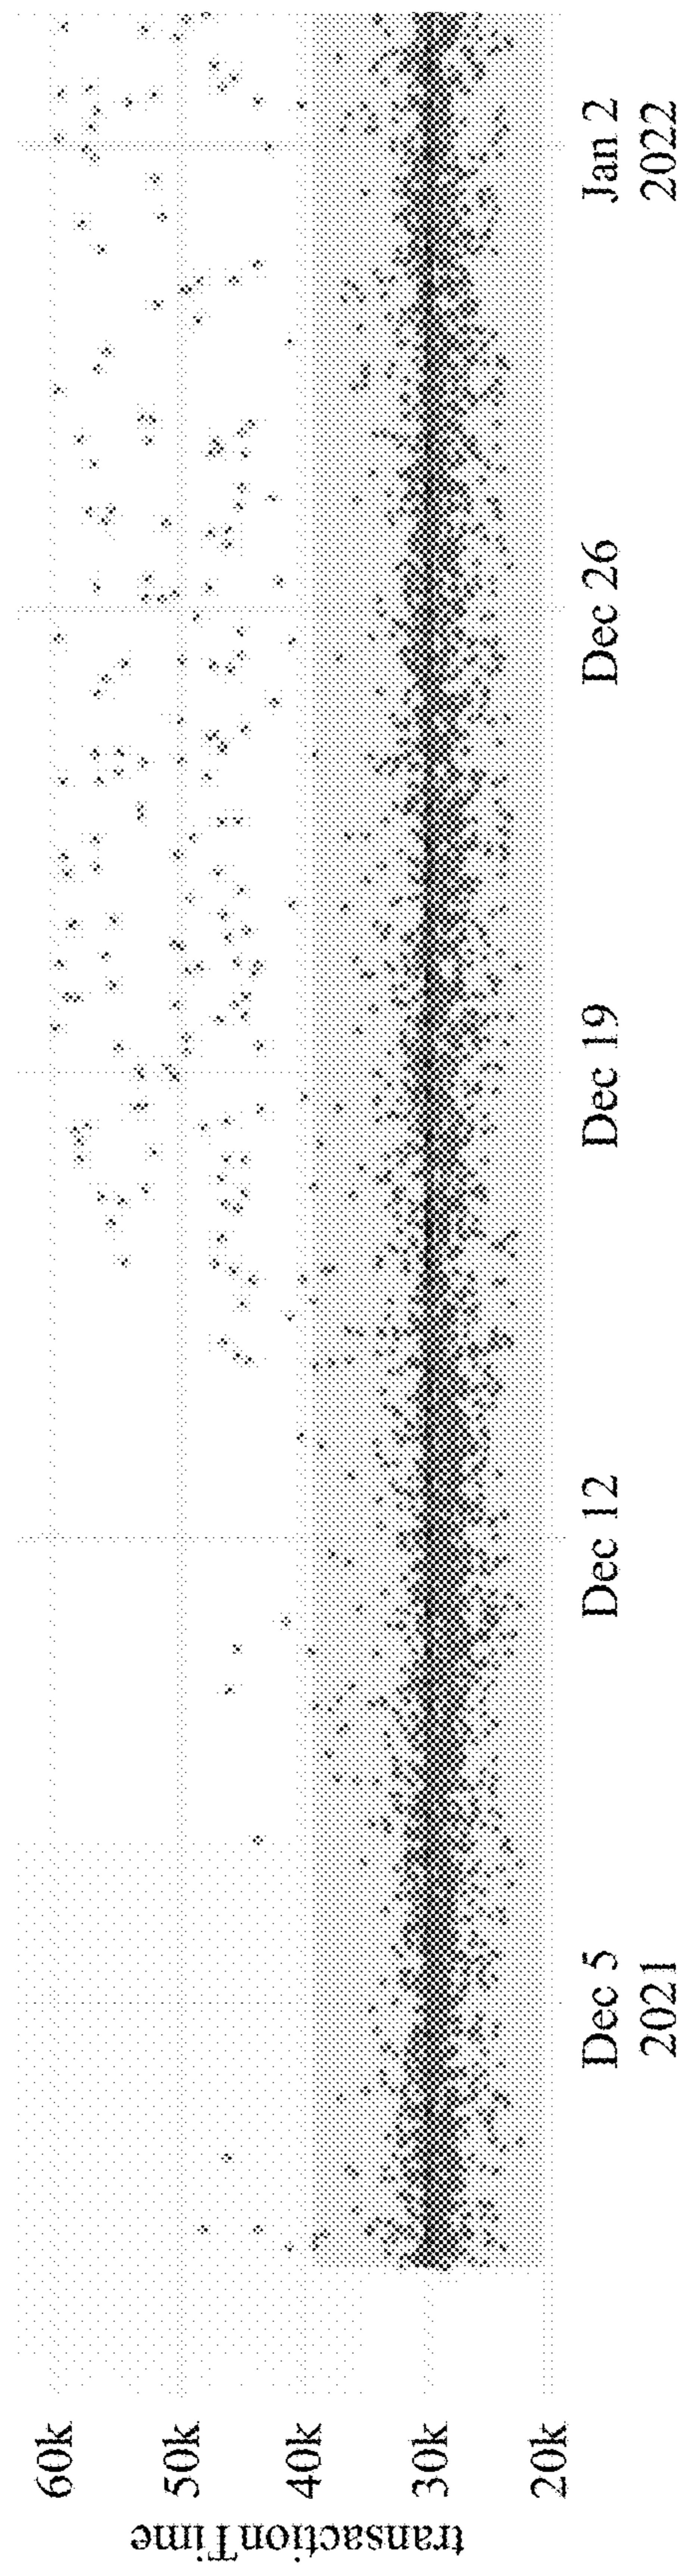 transactionTime
60k
50k
40k
30k
20k
Dec 5
2021
Dec 12
Dec 19
Dec 26
Jan 2
2022